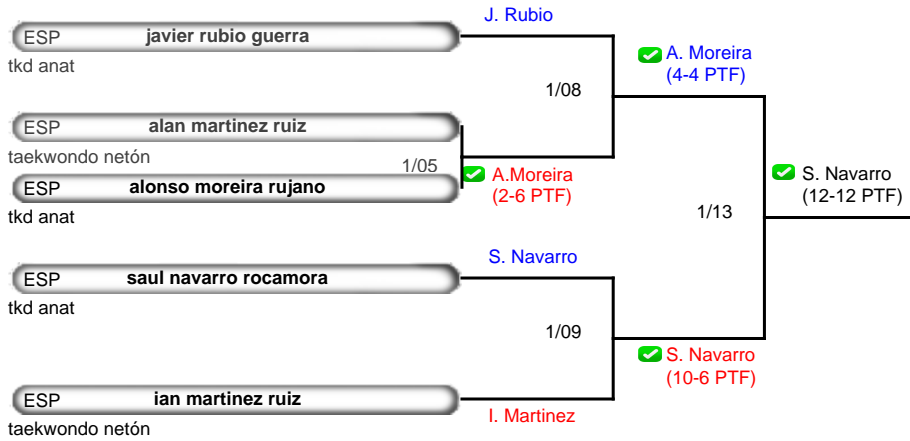 J. Rubio
ESP javier rubio guerra
tkd anat
A. Moreira
(4-4 PTF)
1/08
ESP alan martinez ruiz
taekwondo netón
1/05
A.Moreira
(2-6 PTF)
ESP alonso moreira rujano
tkd anat
S. Navarro
(12-12 PTF)
1/13
S. Navarro
ESP saul navarro rocamora
tkd anat
1/09
S. Navarro
(10-6 PTF)
ESP ian martinez ruiz
taekwondo netón
I. Martinez